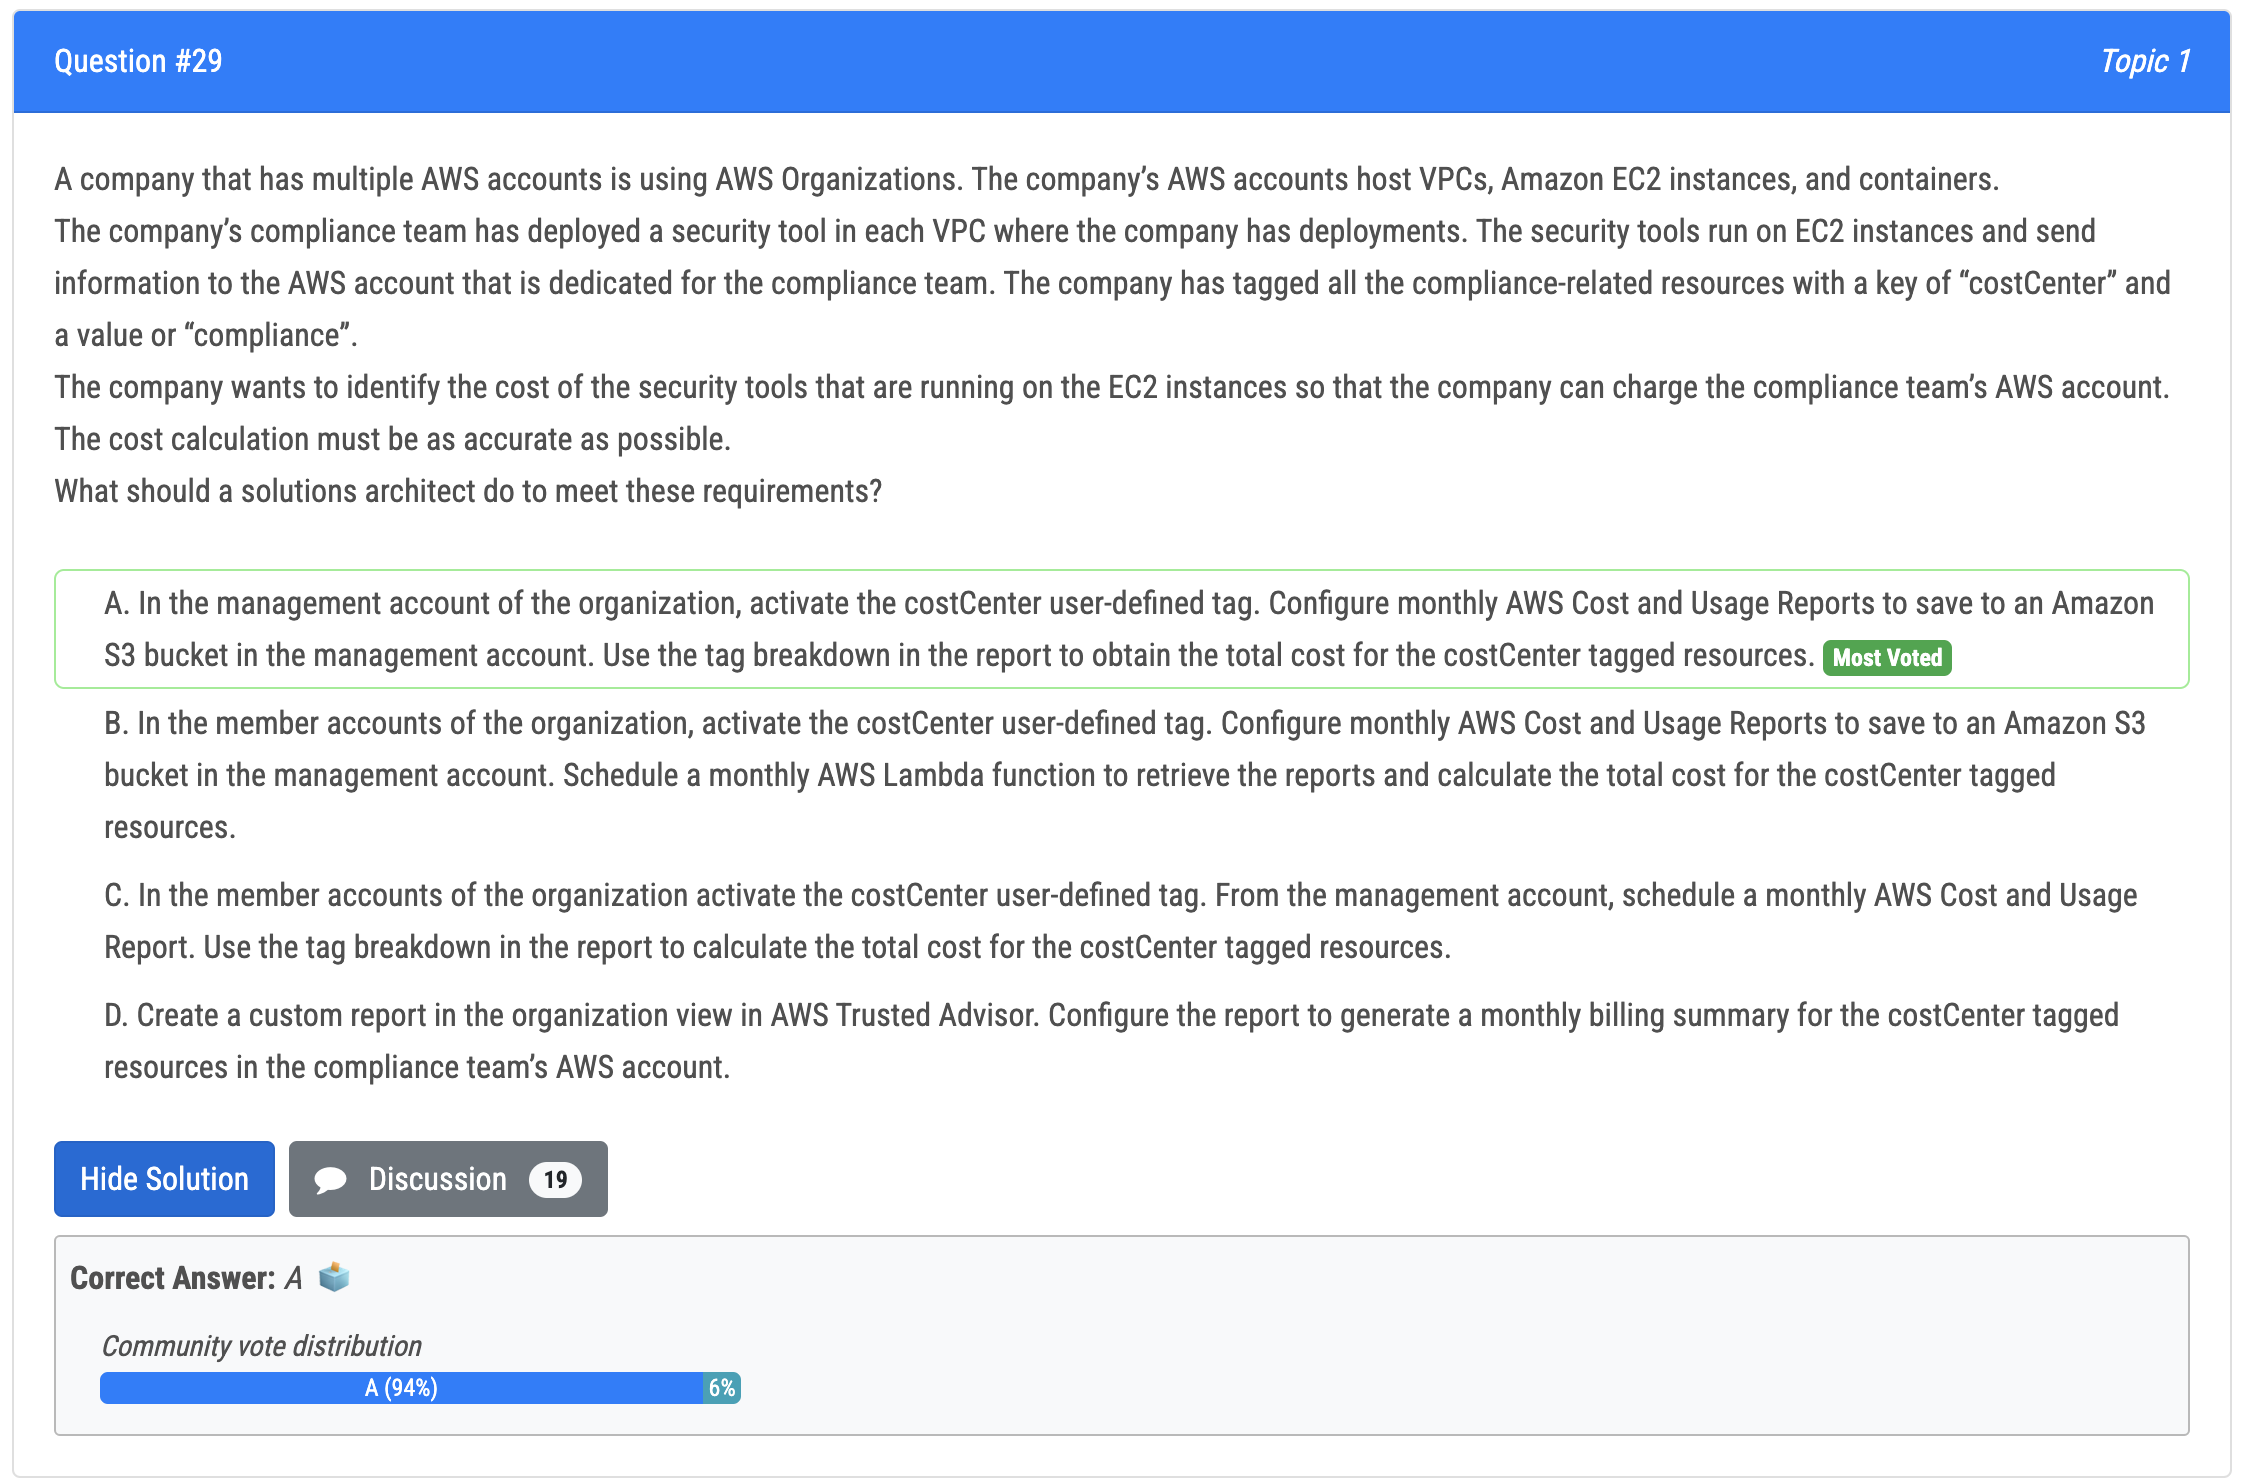 Question #29
Topic 1
A company that has multiple AWS accounts is using AWS Organizations. The company’s AWS accounts host VPCs, Amazon EC2 instances, and containers.
The company’s compliance team has deployed a security tool in each VPC where the company has deployments. The security tools run on EC2 instances and send
information to the AWS account that is dedicated for the compliance team. The company has tagged all the compliance-related resources with a key of “costCenter” and
a value or “compliance”.
The company wants to identify the cost of the security tools that are running on the EC2 instances so that the company can charge the compliance team’s AWS account.
The cost calculation must be as accurate as possible.
What should a solutions architect do to meet these requirements?
A. In the management account of the organization, activate the costCenter user-defined tag. Configure monthly AWS Cost and Usage Reports to save to an Amazon
S3 bucket in the management account. Use the tag breakdown in the report to obtain the total cost for the costCenter tagged resources. Most Voted
B. In the member accounts of the organization, activate the costCenter user-defined tag. Configure monthly AWS Cost and Usage Reports to save to an Amazon S3
bucket in the management account. Schedule a monthly AWS Lambda function to retrieve the reports and calculate the total cost for the costCenter tagged
resources.
C. In the member accounts of the organization activate the costCenter user-defined tag. From the management account, schedule a monthly AWS Cost and Usage
Report. Use the tag breakdown in the report to calculate the total cost for the costCenter tagged resources.
D. Create a custom report in the organization view in AWS Trusted Advisor. Configure the report to generate a monthly billing summary for the costCenter tagged
resources in the compliance team’s AWS account.
Hide Solution
Discussion 19
Correct Answer: A
Community vote distribution
A (94%) 6%